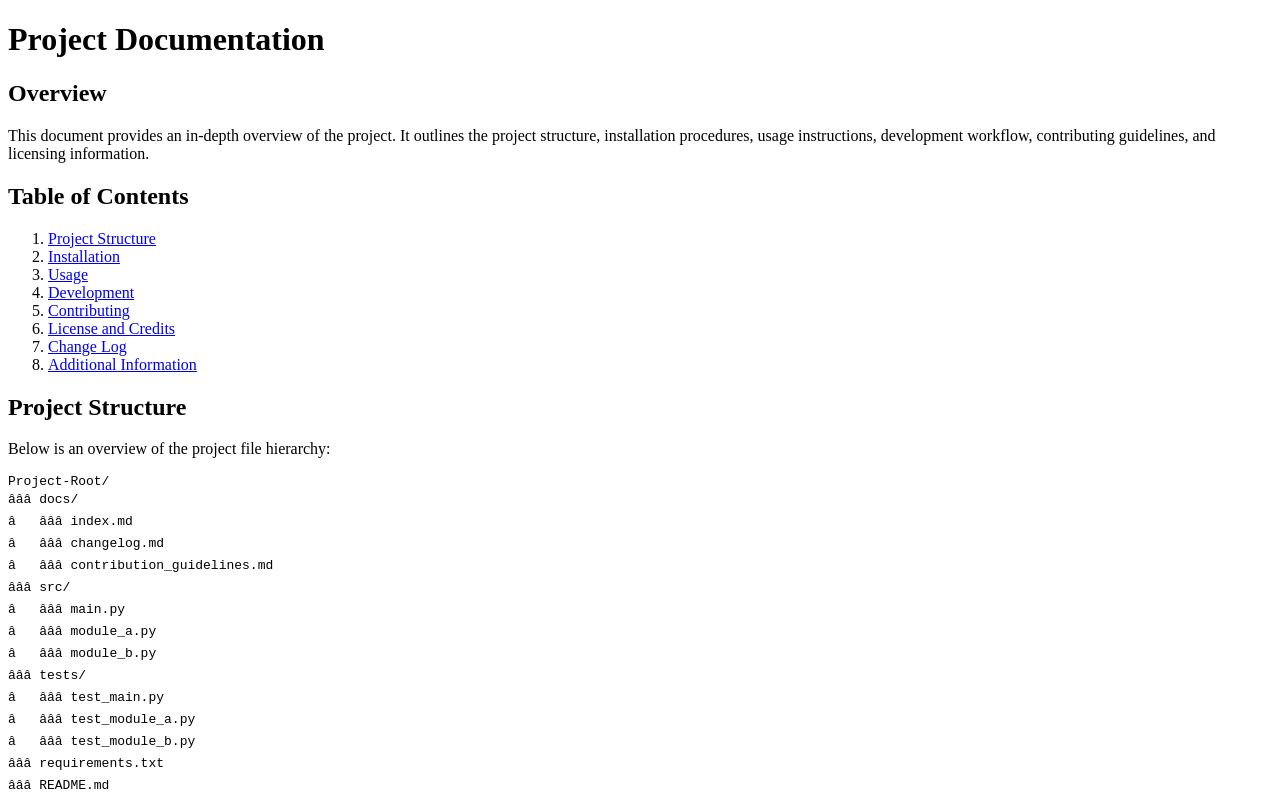 Project Documentation
Overview
This document provides an in-depth overview of the project. It outlines the project structure, installation procedures, usage instructions, development workflow, contributing guidelines, and
licensing information.
Table of Contents
1. Project Structure
2. Installation
3. Usage
4. Development
5. Contributing
6. License and Credits
7. Change Log
8. Additional Information
Project Structure
Below is an overview of the project file hierarchy:
Project-Root/
âââ docs/
â   âââ index.md
â   âââ changelog.md
â   âââ contribution_guidelines.md
âââ src/
â   âââ main.py
â   âââ module_a.py
â   âââ module_b.py
âââ tests/
â   âââ test_main.py
â   âââ test_module_a.py
â   âââ test_module_b.py
âââ requirements.txt
âââ README.md